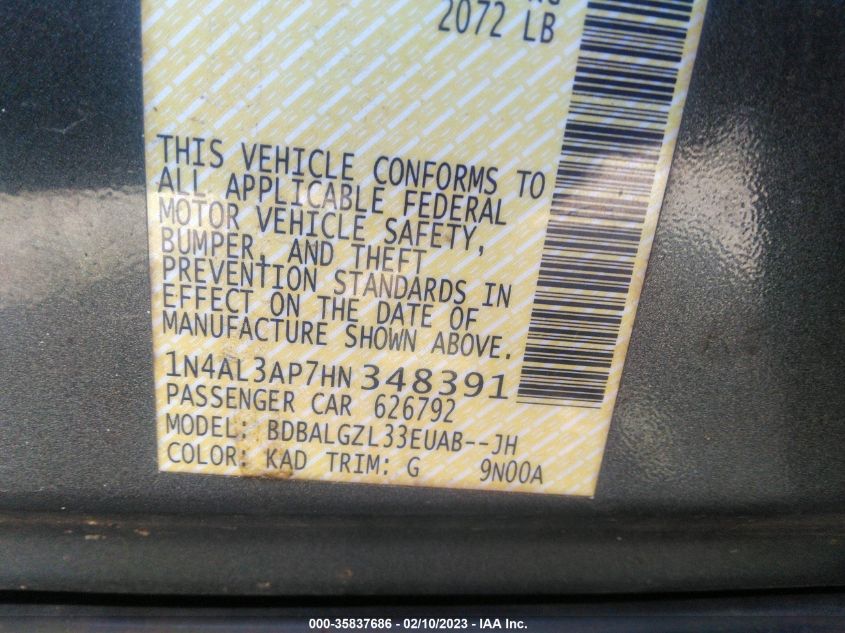 2072 LB
THIS VEHICLE CONFORMS TO
ALL APPLICABLE FEDERAL
MOTOR VEHICLE SAFETY,
BUMPER, AND THEFT
PREVENTION STANDARDS IN
EFFECT ON THE DATE OF
MANUFACTURE SHOWN ABOVE.
1N4AL3AP7HN 348391
PASSENGER CAR 626792
MODEL: BDBALGZL33EUAB--JH
COLOR: KAD TRIM: G 9N00A
000-35837686 - 02/10/2023 - IAA Inc.